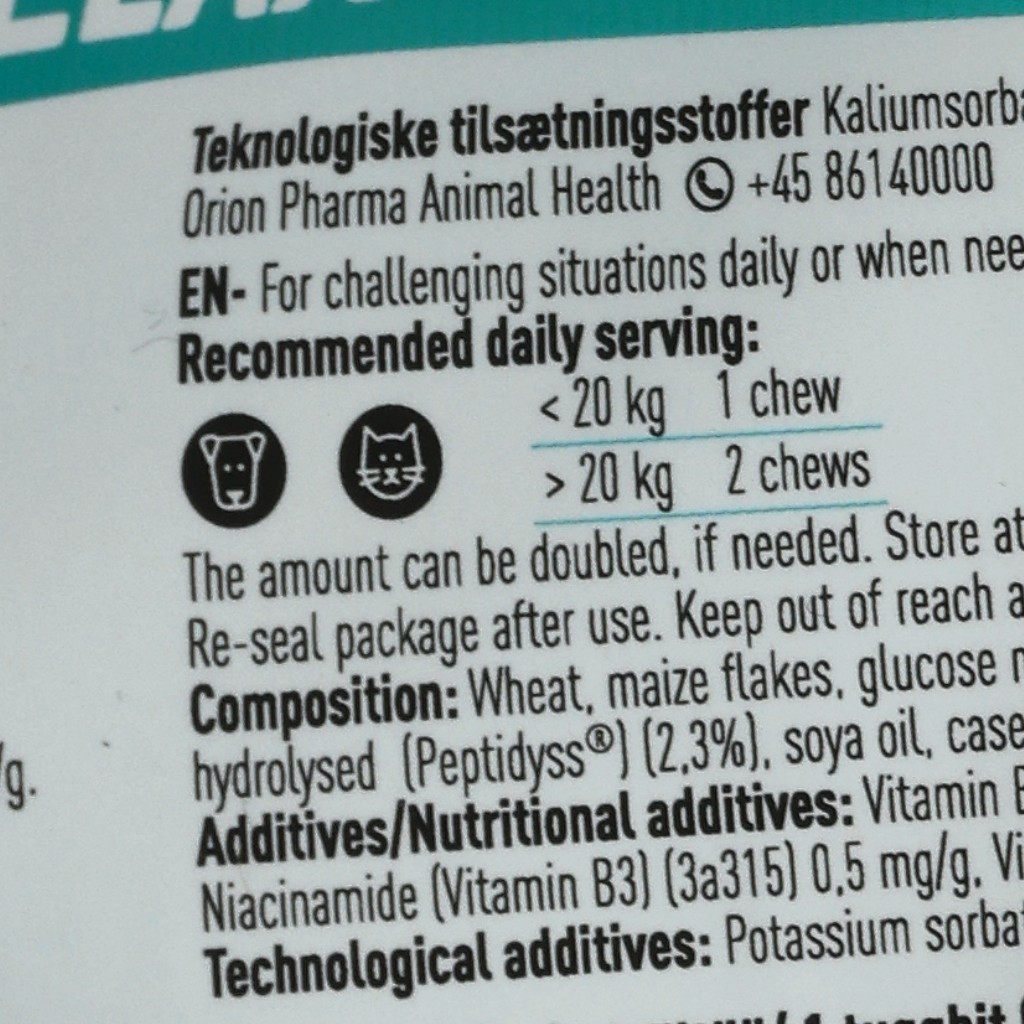 Teknologiske tilsætningsstoffer Kaliumsorba
Orion Pharma Animal Health +45 86140000
EN- For challenging situations daily or when nee
Recommended daily serving:
< 20 kg 1 chew
> 20 kg 2 chews
The amount can be doubled, if needed. Store at
Re-seal package after use. Keep out of reach a
Composition: Wheat, maize flakes, glucose
hydrolysed (Peptidyss®) (2,3%), soya oil, case
/g.
Additives/Nutritional additives: Vitamin
Niacinamide (Vitamin B3) (3a315) 0,5 mg/g, Vi
Technological additives: Potassium sorba